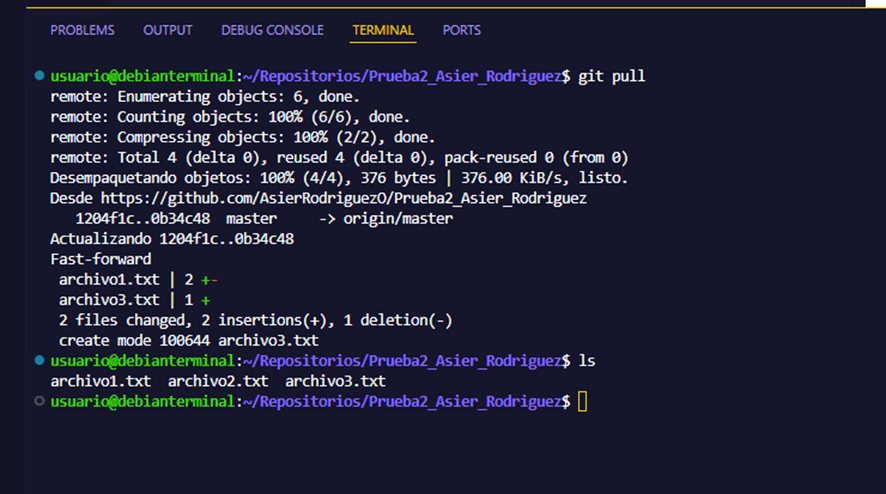 PROBLEMS OUTPUT DEBUG CONSOLE TERMINAL PORTS
usuario@debianterminal:~/Repositorios/Prueba2_Asier_Rodriguez$ git pull
remote: Enumerating objects: 6, done.
remote: Counting objects: 100% (6/6), done.
remote: Compressing objects: 100% (2/2), done.
remote: Total 4 (delta 0), reused 4 (delta 0), pack-reused 0 (from 0)
Desempaquetando objetos: 100% (4/4), 376 bytes | 376.00 KiB/s, listo.
Desde https://github.com/AsierRodriguezO/Prueba2_Asier_Rodriguez
   1204f1c..0b34c48  master     -> origin/master
Actualizando 1204f1c..0b34c48
Fast-forward
 archivo1.txt | 2 +-
 archivo3.txt | 1 +
 2 files changed, 2 insertions(+), 1 deletion(-)
 create mode 100644 archivo3.txt
usuario@debianterminal:~/Repositorios/Prueba2_Asier_Rodriguez$ ls
archivo1.txt  archivo2.txt  archivo3.txt
usuario@debianterminal:~/Repositorios/Prueba2_Asier_Rodriguez$